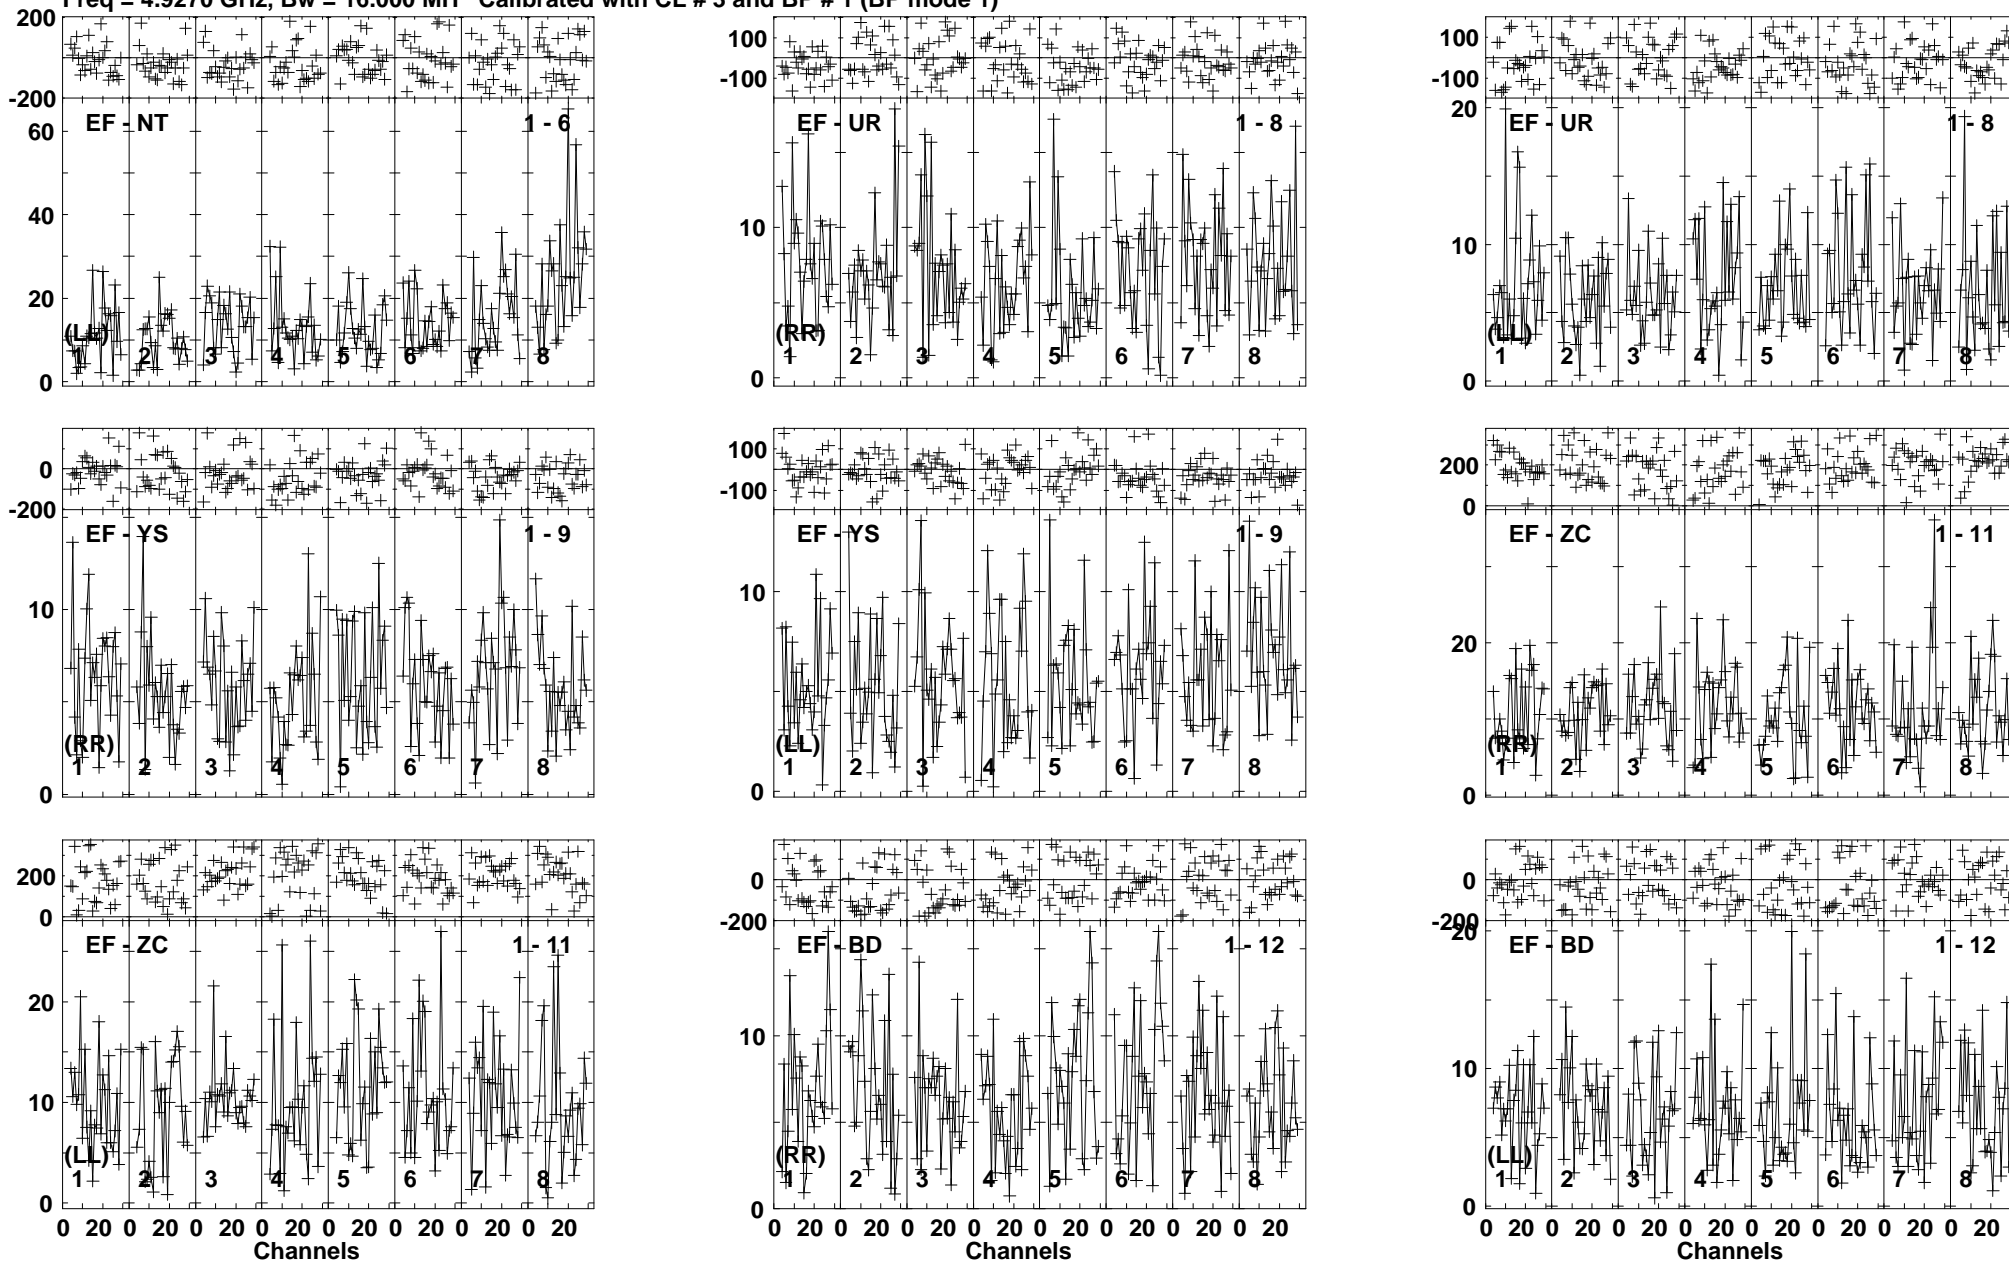 Freq = 4.9270 GHz, Bw = 16.000 MH Calibrated with CL # 3 and BP # 1 (BP mode 1)
200 100 100
-100 -100
-200
EF - NT 1 - 6 EF - UR 1 - 8 EF - UR 1 - 8
60 20
40
20 10 10
(LL) (RR) (LL)
1 2 3 4 5 6 7 8 1 2 3 4 5 6 7 8 1 2 3 4 5 6 7 8
0 0 0
0 100 200
-200 -100 0
EF - YS 1 - 9 EF - YS 1 - 9 EF - ZC 1 - 11
10 10 20
(RR) (LL) (RR)
1 2 3 4 5 6 7 8 1 2 3 4 5 6 7 8 1 2 3 4 5 6 7 8
0 0 0
200 0 0
0 -200 -200
20
EF - ZC 1 - 11 EF - BD 1 - 12 EF - BD 1 - 12
20 10 10
10
(LL) (RR) (LL)
1 2 3 4 5 6 7 8 1 2 3 4 5 6 7 8 1 2 3 4 5 6 7 8
0 0 0
0 20 0 20 0 20 0 20 0 20 0 20 0 20 0 20 0 20 0 20 0 20 0 20 0 20 0 20 0 20 0 20 0 20 0 20 0 20 0 20 0 20 0 20 0 20 0 20
Channels Channels Channels